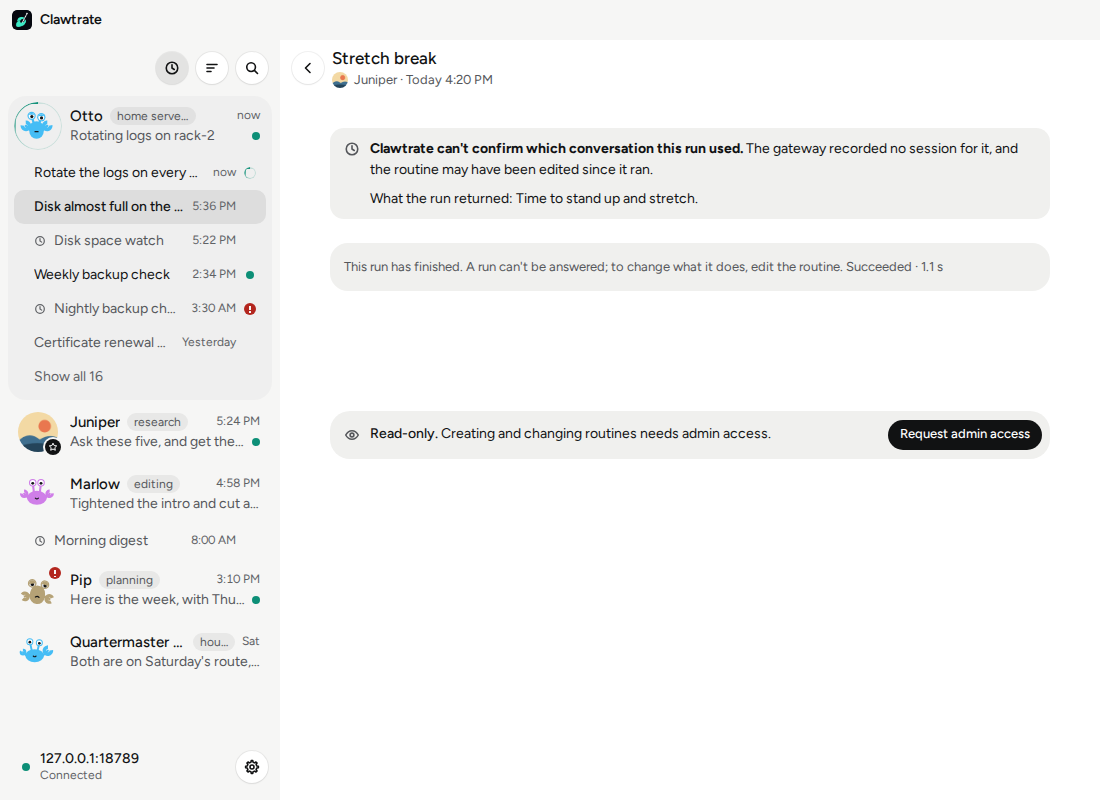 Clawtrate
Otto home serve... now
Rotating logs on rack-2
Rotate the logs on every ... now
Disk almost full on the ... 5:36 PM
Disk space watch 5:22 PM
Weekly backup check 2:34 PM
Nightly backup ch... 3:30 AM
Certificate renewal ... Yesterday
Show all 16
Juniper research 5:24 PM
Ask these five, and get the...
Marlow editing 4:58 PM
Tightened the intro and cut a...
Morning digest 8:00 AM
Pip planning 3:10 PM
Here is the week, with Thu...
Quartermaster ... hou... Sat
Both are on Saturday's route,...
127.0.0.1:18789
Connected
Stretch break
Juniper · Today 4:20 PM
Clawtrate can't confirm which conversation this run used. The gateway recorded no session for it, and
the routine may have been edited since it ran.
What the run returned: Time to stand up and stretch.
This run has finished. A run can't be answered; to change what it does, edit the routine. Succeeded · 1.1 s
Read-only. Creating and changing routines needs admin access.
Request admin access